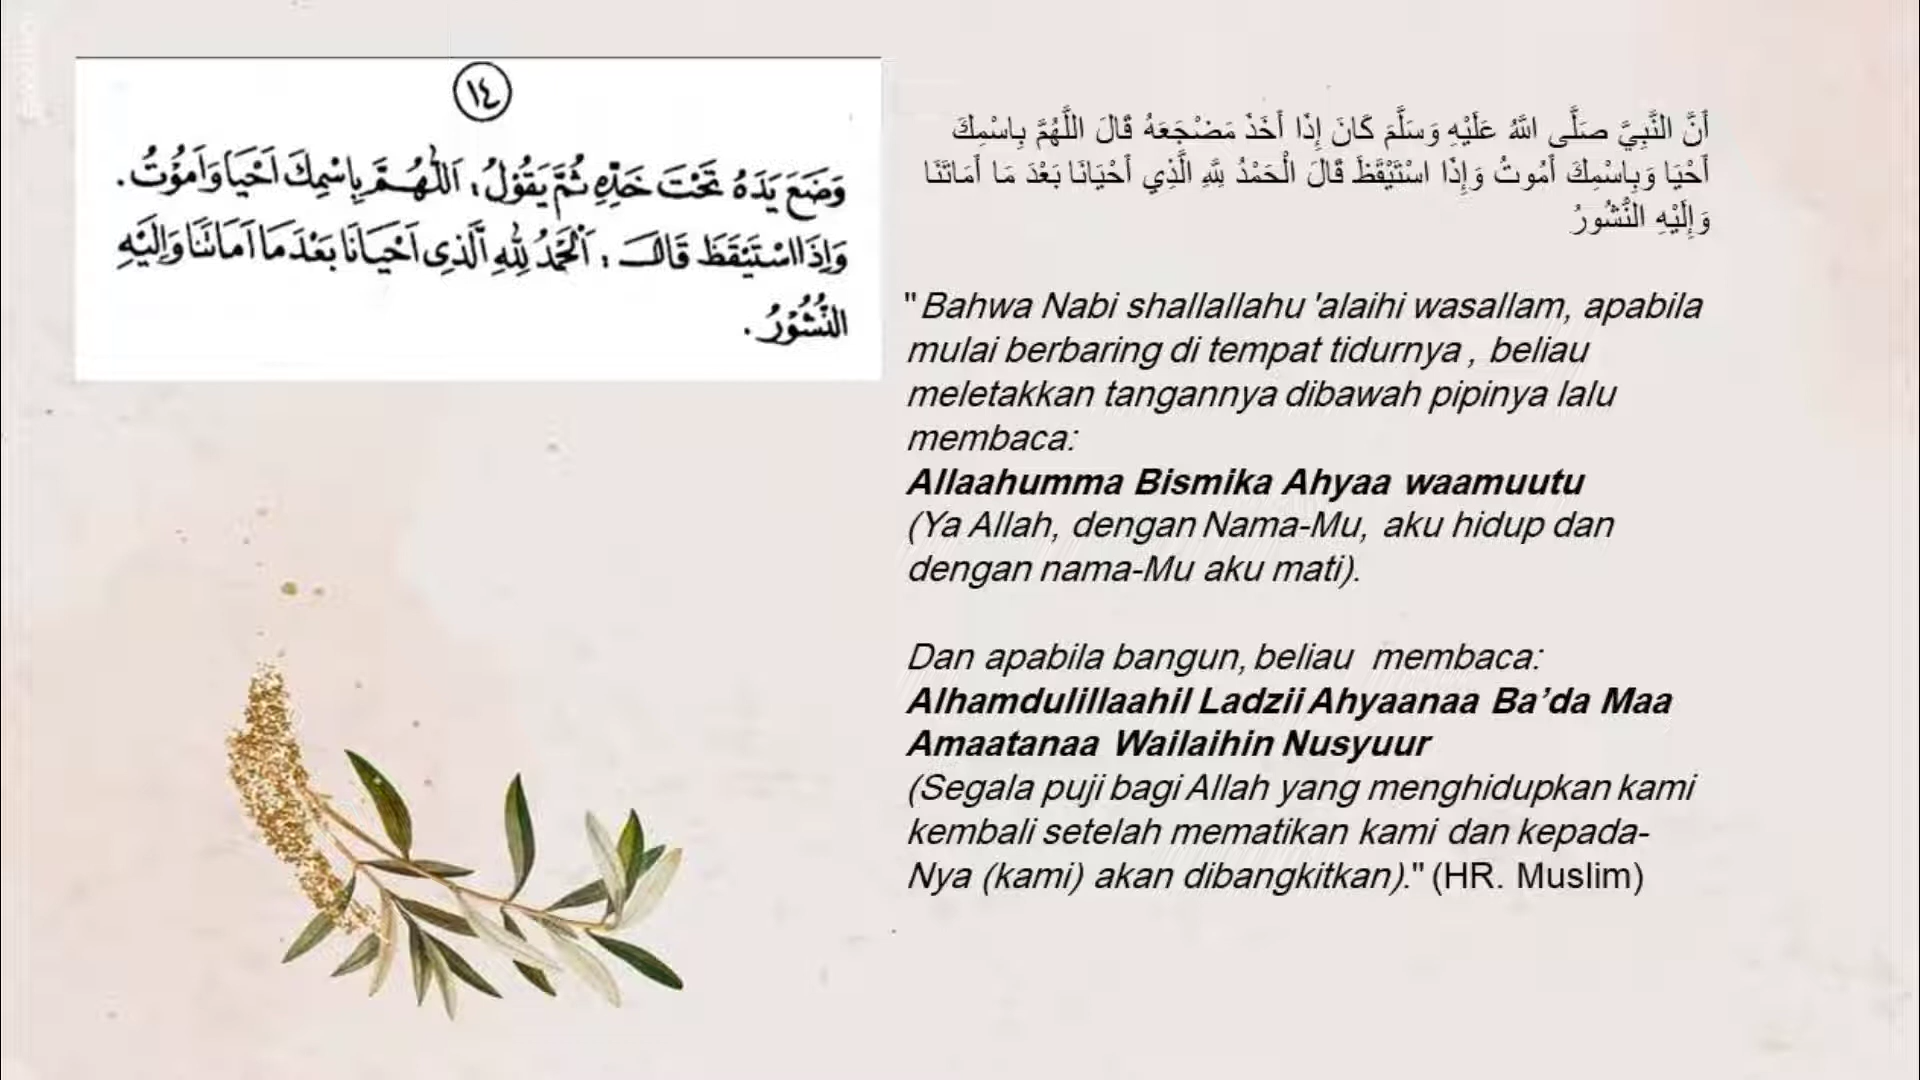 ١٤
وَضَعَ يَدَهُ تَحْتَ خَدِّهِ ثُمَّ يَقُوْلُ: اَللّٰهُمَّ بِاسْمِكَ اَحْيَا وَاَمُوْتُ.
وَاِذَا اسْتَيْقَظَ قَالَ: اَلْحَمْدُ لِلّٰهِ الَّذِى اَحْيَانَا بَعْدَ مَا اَمَاتَنَا وَاِلَيْهِ
النُّشُوْرُ.
أَنَّ النَّبِيَّ صَلَّى اللَّهُ عَلَيْهِ وَسَلَّمَ كَانَ إِذَا أَخَذَ مَضْجَعَهُ قَالَ اللَّهُمَّ بِاسْمِكَ
أَحْيَا وَبِاسْمِكَ أَمُوتُ وَإِذَا اسْتَيْقَظَ قَالَ الْحَمْدُ لِلَّهِ الَّذِي أَحْيَانَا بَعْدَ مَا أَمَاتَنَا
وَإِلَيْهِ النُّشُورُ
"Bahwa Nabi shallallahu 'alaihi wasallam, apabila
mulai berbaring di tempat tidurnya , beliau
meletakkan tangannya dibawah pipinya lalu
membaca:
Allaahumma Bismika Ahyaa waamuutu
(Ya Allah, dengan Nama-Mu, aku hidup dan
dengan nama-Mu aku mati).
Dan apabila bangun, beliau membaca:
Alhamdulillaahil Ladzii Ahyaanaa Ba’da Maa
Amaatanaa Wailaihin Nusyuur
(Segala puji bagi Allah yang menghidupkan kami
kembali setelah mematikan kami dan kepada-
Nya (kami) akan dibangkitkan)." (HR. Muslim)